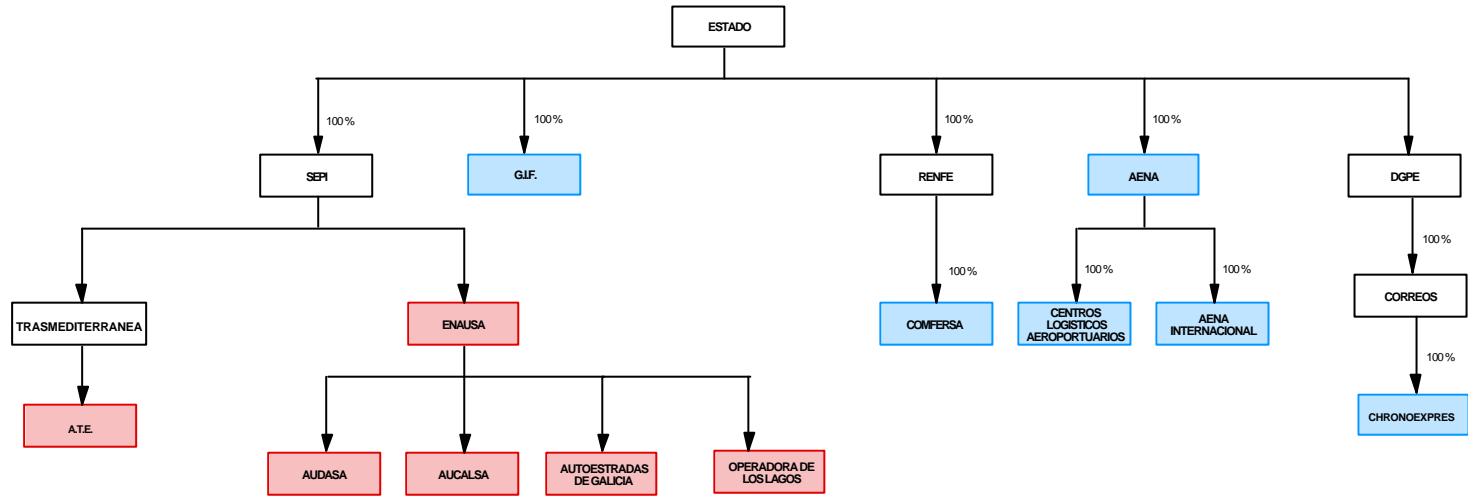 ESTADO
100%
100%
100%
100%
SEPI
G.I.F.
RENFE
AENA
DGPE
100%
100%
100%
100%
TRASMEDITERRANEA
ENAUSA
COMFERSA
CENTROS
LOGISTICOS
AEROPORTUARIOS
AENA
INTERNACIONAL
CORREOS
100%
A.T.E.
CHRONOEXPRES
AUDASA
AUCALSA
AUTOESTRADAS
DE GALICIA
OPERADORA DE
LOS LAGOS